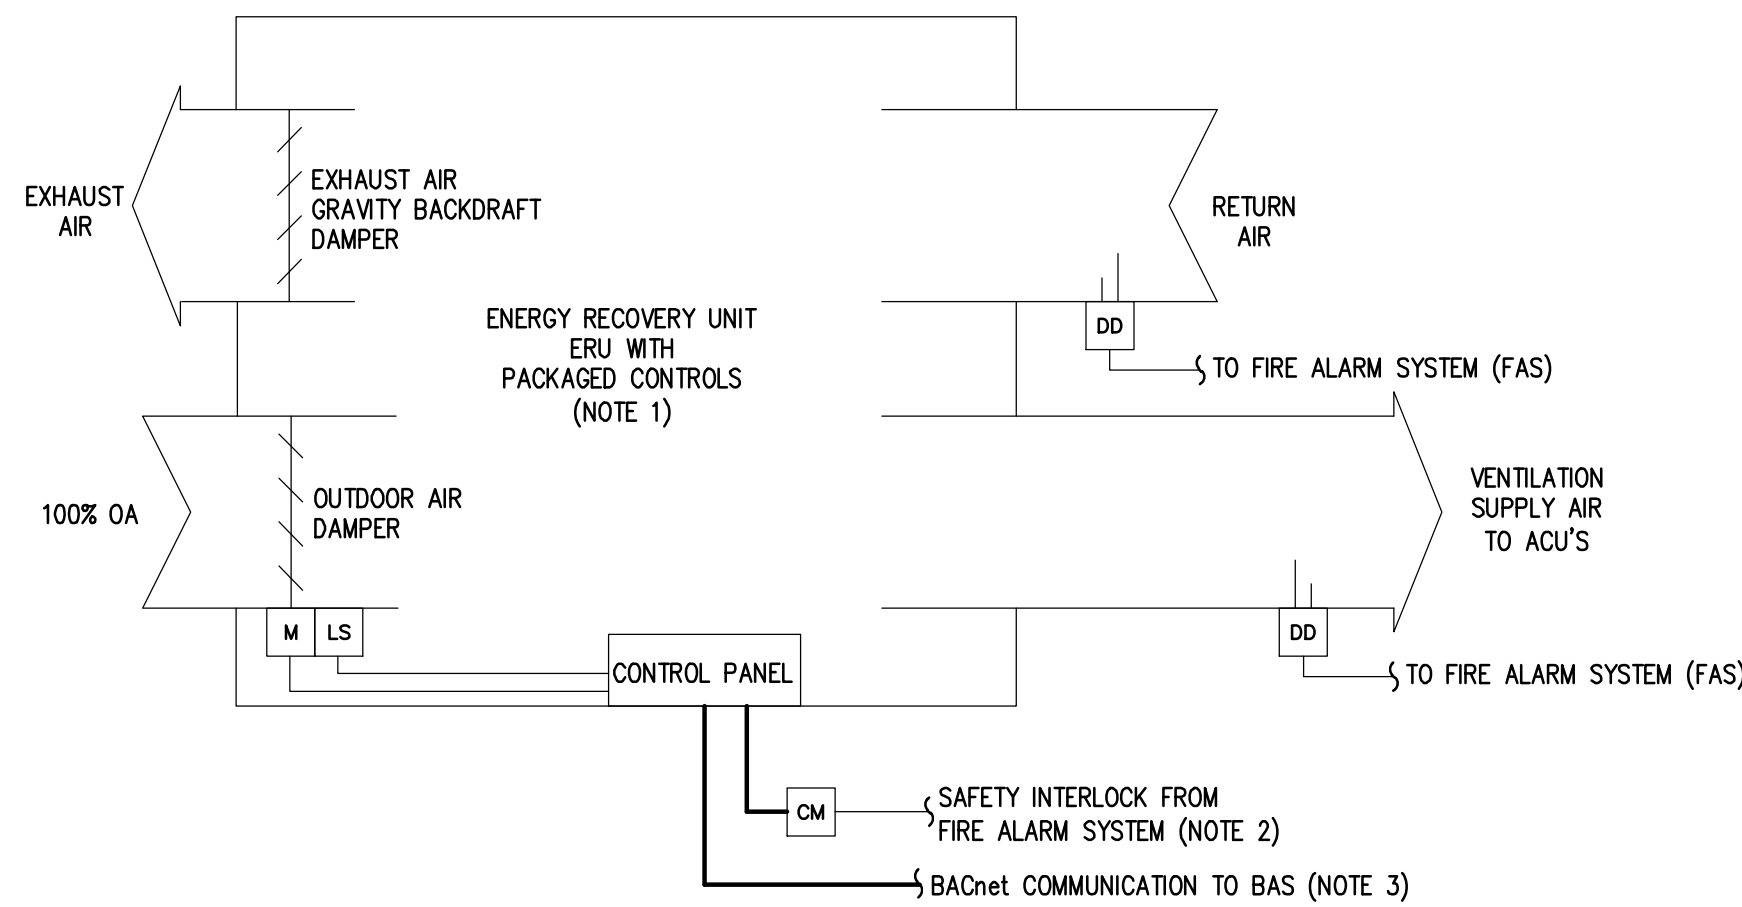 EXHAUST
AIR
EXHAUST AIR
GRAVITY BACKDRAFT
DAMPER
RETURN
AIR
ENERGY RECOVERY UNIT
ERU WITH
PACKAGED CONTROLS
(NOTE 1)
DD
TO FIRE ALARM SYSTEM (FAS)
100% OA
OUTDOOR AIR
DAMPER
VENTILATION
SUPPLY AIR
TO ACU'S
M
LS
CONTROL PANEL
DD
TO FIRE ALARM SYSTEM (FAS)
CM
SAFETY INTERLOCK FROM
FIRE ALARM SYSTEM (NOTE 2)
BACnet COMMUNICATION TO BAS (NOTE 3)